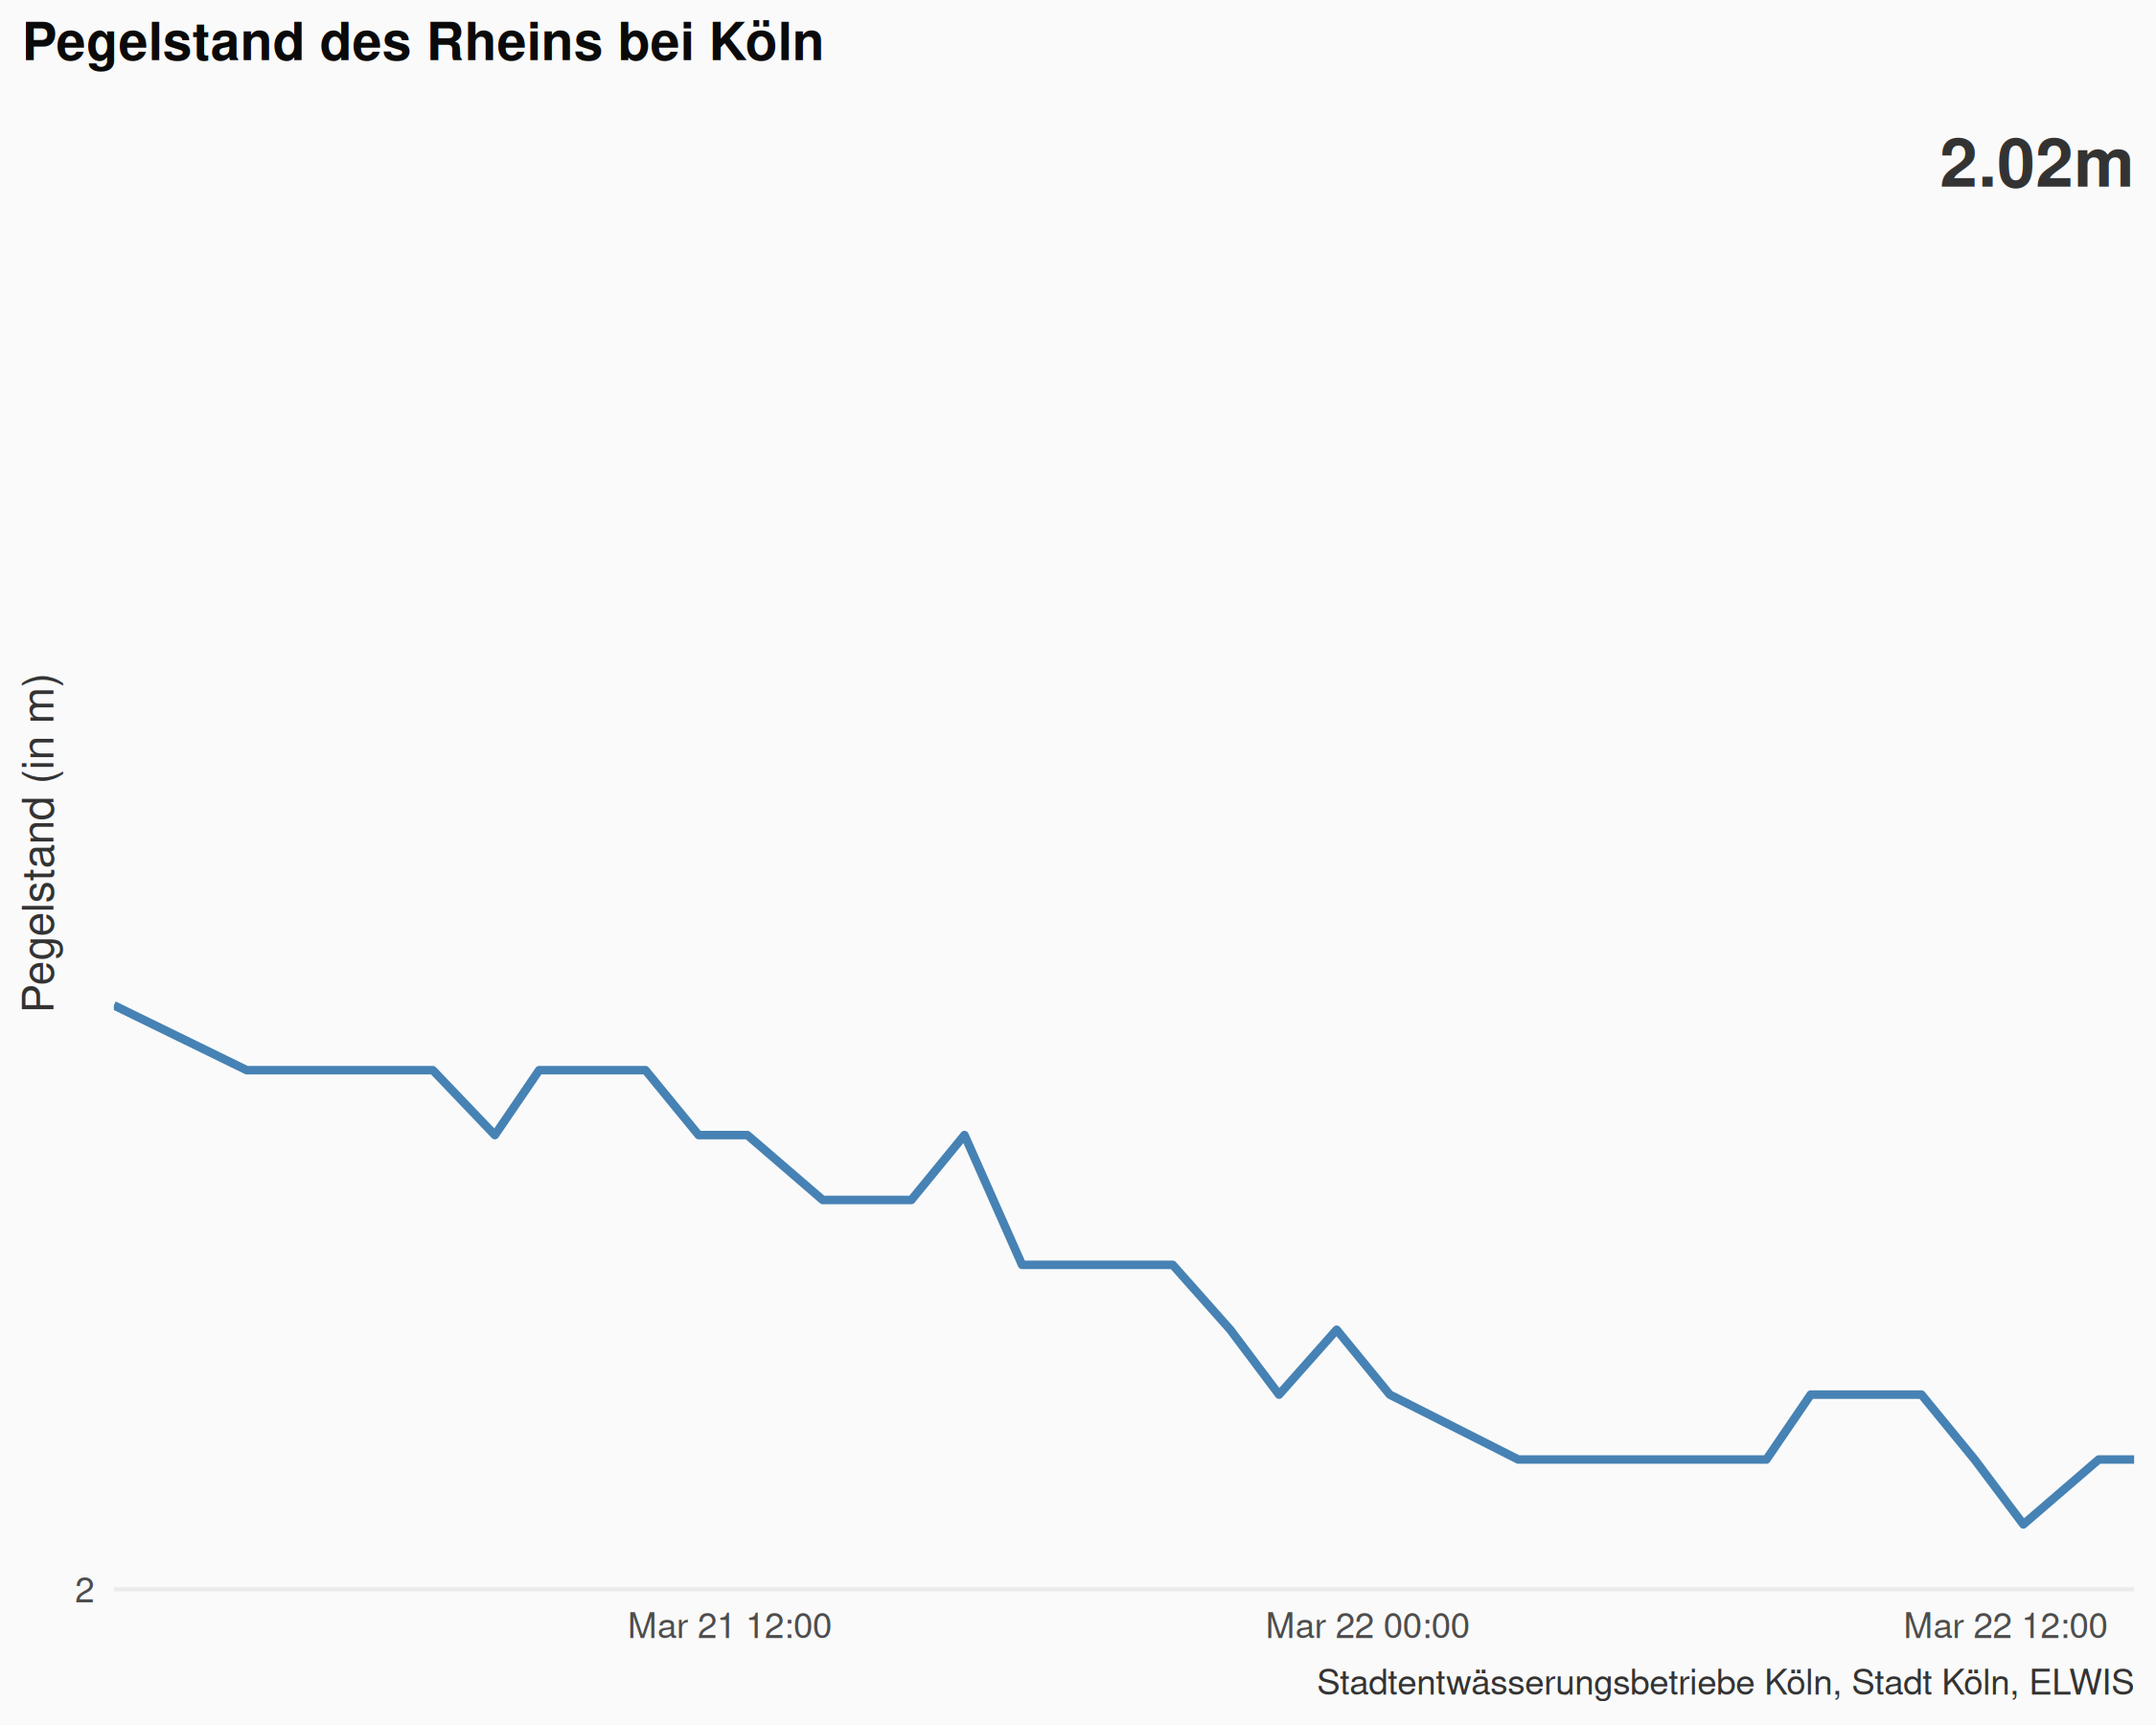 Pegelstand des Rheins bei Köln
2.02m
Pegelstand (in m)
2
Mar 21 12:00
Mar 22 00:00
Mar 22 12:00
Stadtentwässerungsbetriebe Köln, Stadt Köln, ELWIS